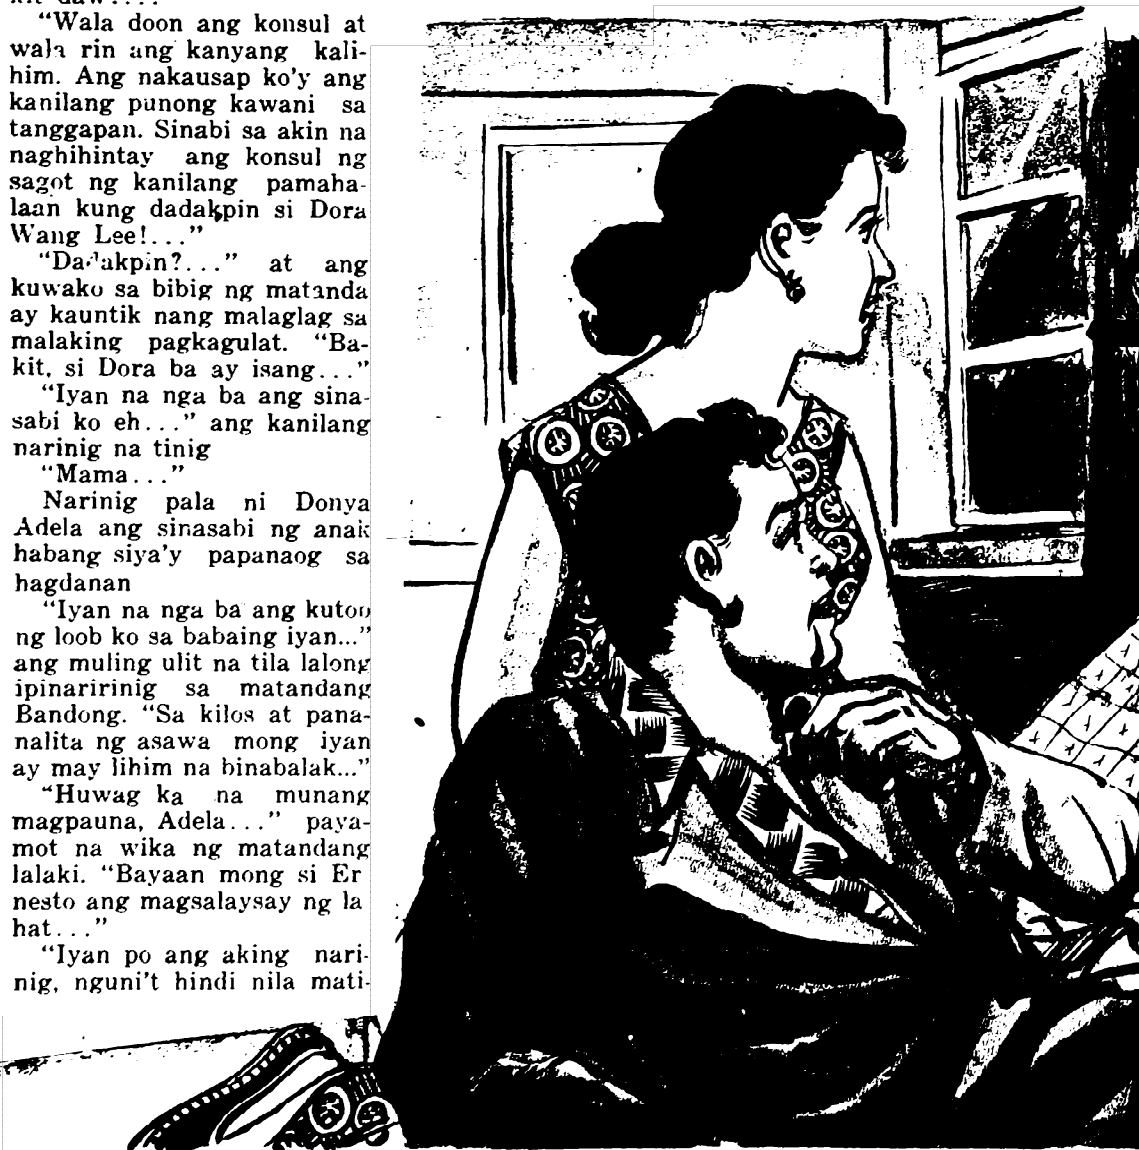 “Wala doon ang konsul at
wala rin ang kanyang kali-
him. Ang nakausap ko’y ang
kanilang punong kawani sa
tanggapan. Sinabi sa akin na
naghihintay ang konsul ng
sagot ng kanilang pamaha-
laan kung dadakpin si Dora
Wang Lee!...”
“Dadakpin?...” at ang
kuwako sa bibig ng matanda
ay kauntik nang malaglag sa
malaking pagkagulat. “Ba-
kit, si Dora ba ay isang...”
“Iyan na nga ba ang sina-
sabi ko eh...” ang kanilang
narinig na tinig
“Mama...”
Narinig pala ni Donya
Adela ang sinasabi ng anak
habang siya’y papanaog sa
hagdanan
“Iyan na nga ba ang kutob
ng loob ko sa babaing iyan...”
ang muling ulit na tila lalong
ipinaririnig sa matandang
Bandong. “Sa kilos at pana-
nalita ng asawa mong iyan
ay may lihim na binabalak...”
“Huwag ka na munang
magpauna, Adela...” paya-
mot na wika ng matandang
lalaki. “Bayaan mong si Er
nesto ang magsalaysay ng la
hat...”
“Iyan po ang aking nari-
nig, nguni’t hindi nila mati-